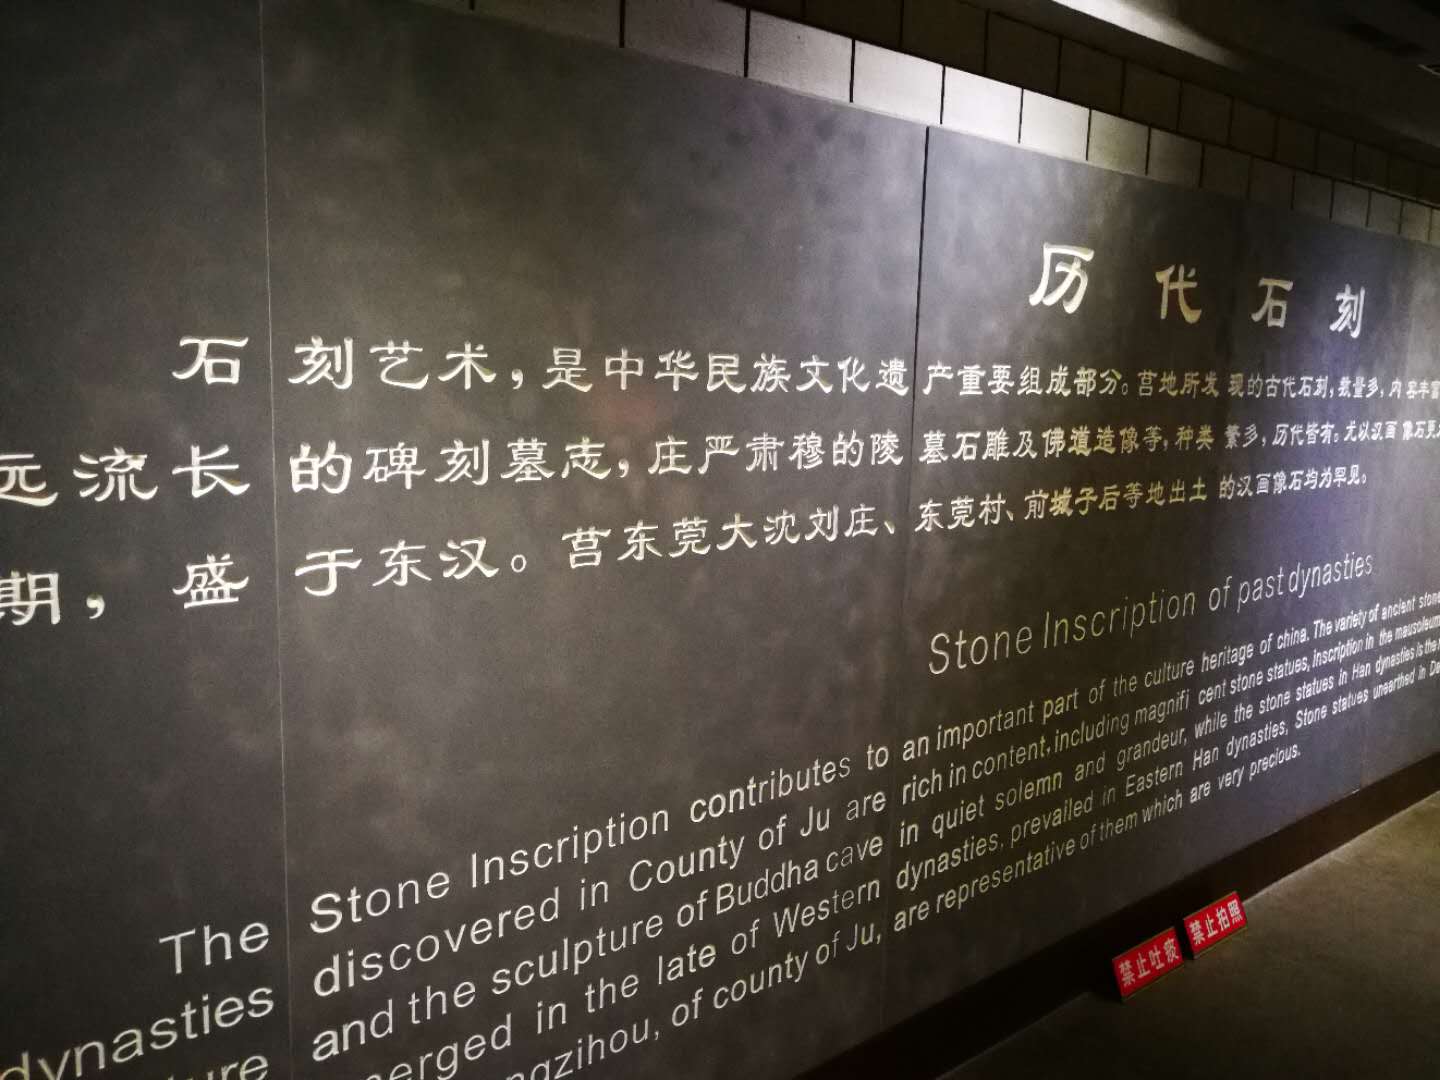 历代石刻
石刻艺术，是中华民族文化遗产重要组成部分。莒地所发现的古代石刻，数量多，内容丰富
远流长的碑刻墓志，庄严肃穆的陵墓石雕及佛道造像等，种类繁多，历代皆有。尤以汉画像石更
期，盛于东汉。莒东莞大沈刘庄、东莞村、前城子后等地出土的汉画像石均为罕见。
Stone Inscription of past dynasties
The Stone Inscription contributes to an important part of the culture heritage of china. The variety of ancient stone
dynasties discovered in County of Ju are rich in content, including magnifi cent stone statues, inscription in the mausoleum
and the sculpture of Buddha cave in quiet solemn and grandeur, while the stone statues in Han dynasties is the
in the late of Western dynasties, prevailed in Eastern Han dynasties, Stone statues unearthed in
of county of Ju, are representative of them which are very precious.
禁止吐痰
禁止拍照